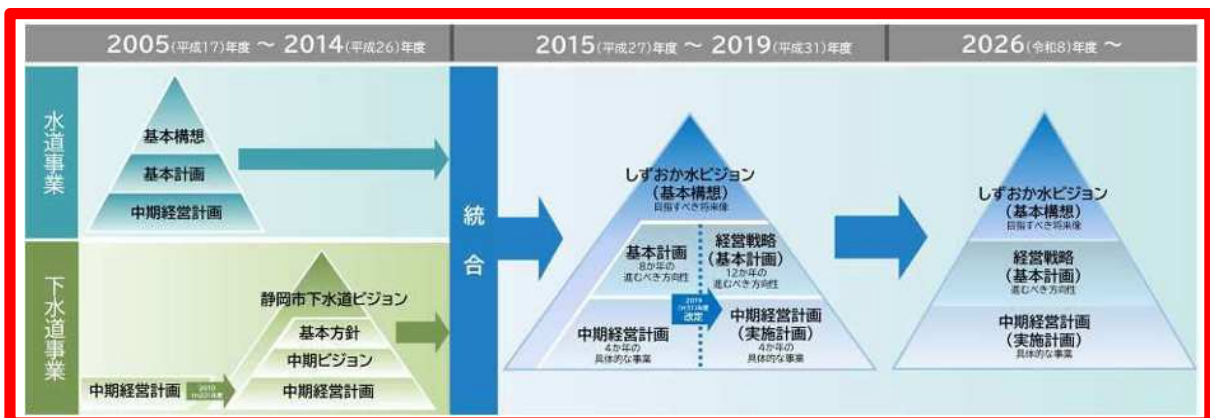 2005(平成17)年度 ～ 2014(平成26)年度
2015(平成27)年度 ～ 2019(平成31)年度
2026(令和8)年度 ～
水道事業
基本構想
基本計画
中期経営計画
下水道事業
静岡市下水道ビジョン
基本方針
中期ビジョン
中期経営計画
中期経営計画
統合
しずおか水ビジョン
(基本構想)
目指すべき将来像
基本計画
8か年の
進むべき方向性
経営戦略
(基本計画)
12か年の
進むべき方向性
2019
(H31)年度
改定
中期経営計画
4か年の
具体的な事業
中期経営計画
(実施計画)
4か年の
具体的な事業
しずおか水ビジョン
(基本構想)
目指すべき将来像
経営戦略
(基本計画)
進むべき方向性
中期経営計画
(実施計画)
具体的な事業